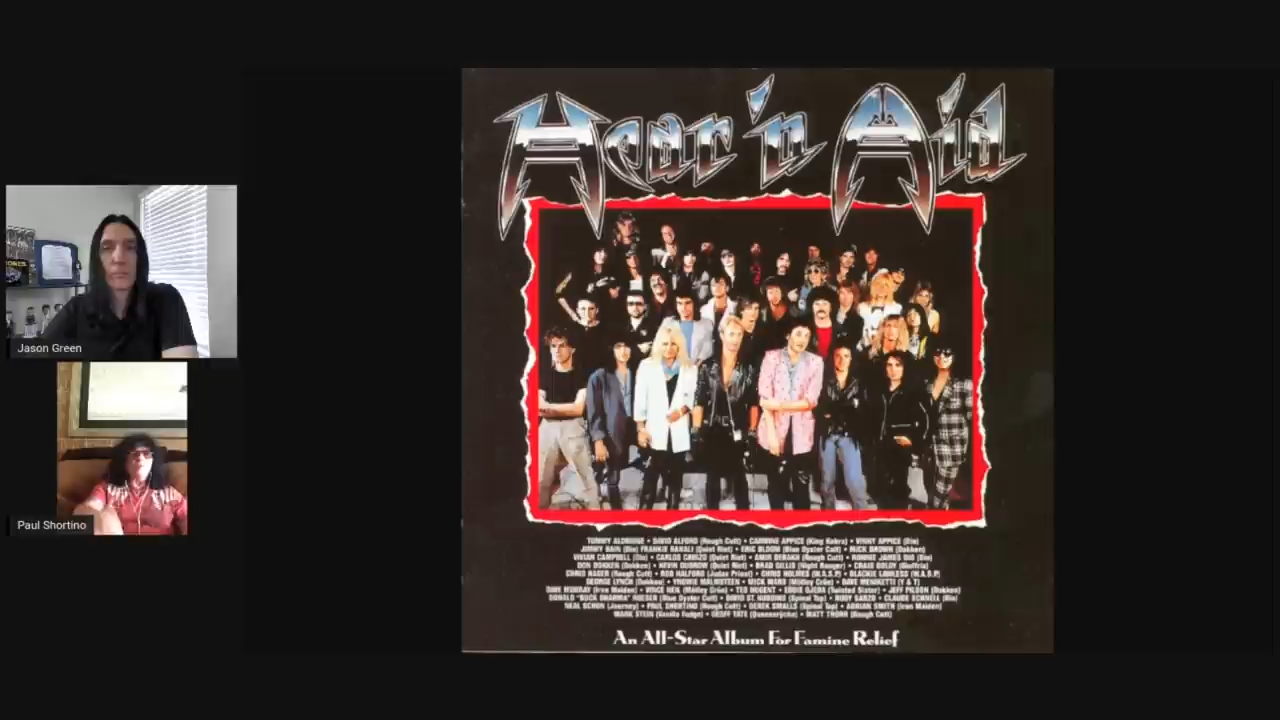 Hear 'n Aid
Jason Green
Paul Shortino
TOMMY ALDRIDGE • DAVID ALFORD (Rough Cutt) • CARMINE APPICE (King Kobra) • VINNY APPICE (Dio)
JIMMY BAIN (Dio) FRANKIE BANALI (Quiet Riot) • ERIC BLOOM (Blue Oyster Cult) • MICK BROWN (Dokken)
VIVIAN CAMPBELL (Dio) • CARLOS CAVAZO (Quiet Riot) • AMIR DERAKH (Rough Cutt) • RONNIE JAMES DIO (Dio)
DON DOKKEN (Dokken) • KEVIN DUBROW (Quiet Riot) • BRAD GILLIS (Night Ranger) • CRAIG GOLDY (Giuffria)
CHRIS HAGER (Rough Cutt) • ROB HALFORD (Judas Priest) • CHRIS HOLMES (W.A.S.P) • BLACKIE LAWLESS (W.A.S.P)
GEORGE LYNCH (Dokken) • YNGWIE MALMSTEEN • MICK MARS (Mötley Crüe) • DAVE MENIKETTI (Y & T)
DAVE MURRAY (Iron Maiden) • VINCE NEIL (Mötley Crüe) • TED NUGENT • EDDIE OJEDA (Twisted Sister) • JEFF PILSON (Dokken)
DONALD "BUCK DHARMA" ROESER (Blue Oyster Cult) • DAVID ST. HUBBINS (Spinal Tap) • RUDY SARZO • CLAUDE SCHNELL (Dio)
NEAL SCHON (Journey) • PAUL SHORTINO (Rough Cutt) • DEREK SMALLS (Spinal Tap) • ADRIAN SMITH (Iron Maiden)
MARK STEIN (Vanilla Fudge) • GEOFF TATE (Queensrÿche) • MATT THORR (Rough Cutt)
An All-Star Album For Famine Relief